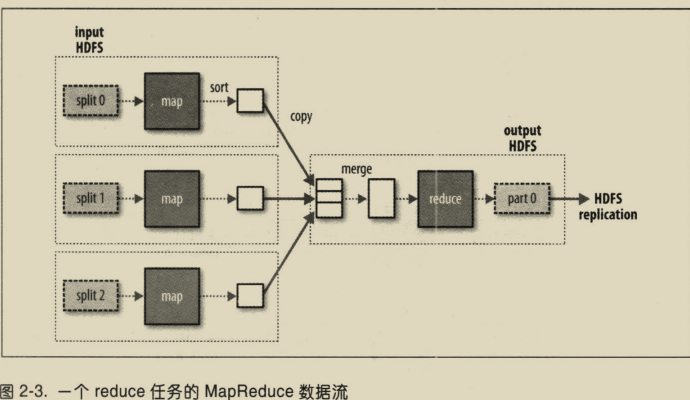 input
HDFS
split 0
map
sort
copy
output
HDFS
split 1
map
merge
reduce
part 0
HDFS
replication
split 2
map
图 2-3. 一个 reduce 任务的 MapReduce 数据流